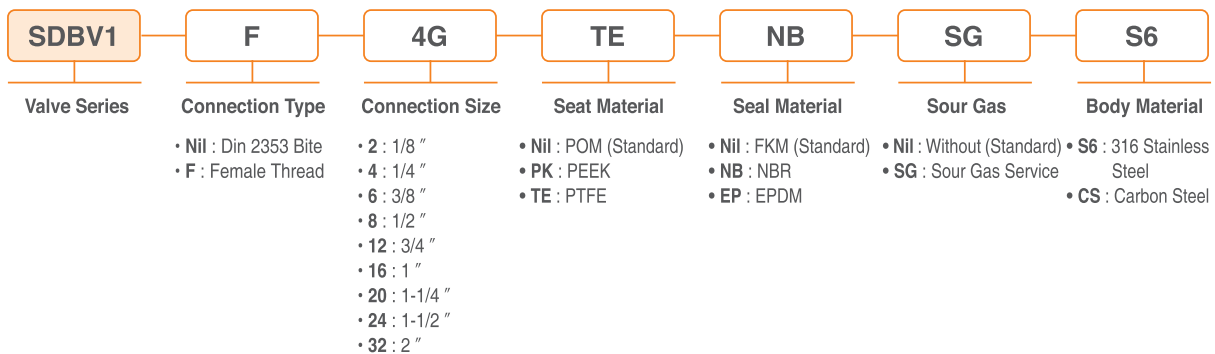 SDBV1 F 4G TE NB SG S6
Valve Series
Connection Type
• Nil : Din 2353 Bite
• F : Female Thread
Connection Size
• 2 : 1/8 ″
• 4 : 1/4 ″
• 6 : 3/8 ″
• 8 : 1/2 ″
• 12 : 3/4 ″
• 16 : 1 ″
• 20 : 1-1/4 ″
• 24 : 1-1/2 ″
• 32 : 2 ″
Seat Material
• Nil : POM (Standard)
• PK : PEEK
• TE : PTFE
Seal Material
• Nil : FKM (Standard)
• NB : NBR
• EP : EPDM
Sour Gas
• Nil : Without (Standard)
• SG : Sour Gas Service
Body Material
• S6 : 316 Stainless
Steel
• CS : Carbon Steel